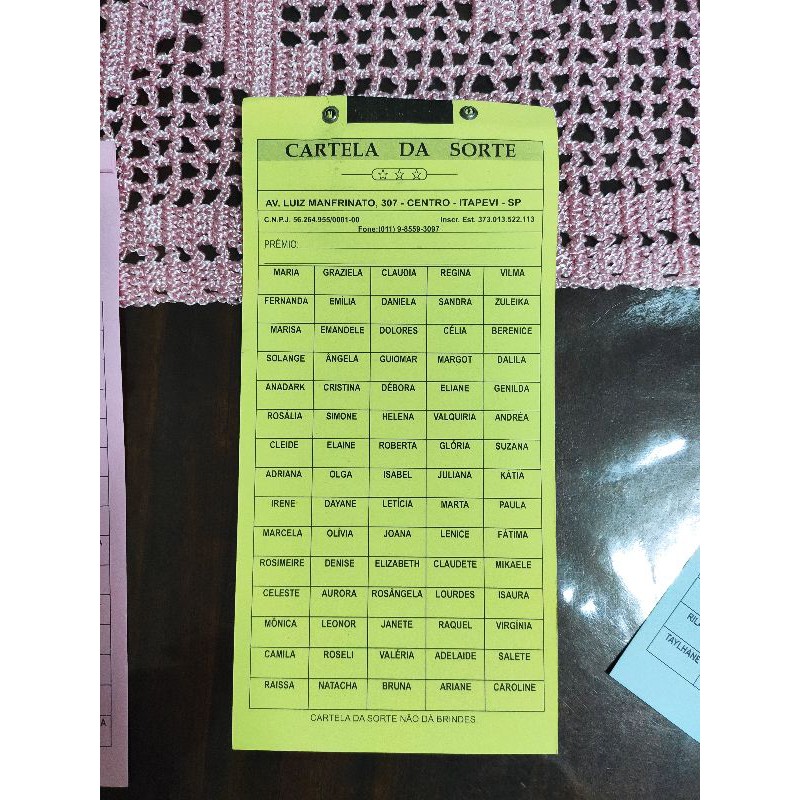 CARTELA DA SORTE
AV. LUIZ MANFRINATO, 307 - CENTRO - ITAPEVI - SP
C.N.P.J. 56.264.955/0001-00 Inscr. Est. 373.013.522.113
Fone:(011) 9-8559-3097
PRÊMIO:
MARIA GRAZIELA CLAUDIA REGINA VILMA
FERNANDA EMÍLIA DANIELA SANDRA ZULEIKA
MARISA EMANDELE DOLORES CÉLIA BERENICE
SOLANGE ÂNGELA GUIOMAR MARGOT DALILA
ANADARK CRISTINA DÉBORA ELIANE GENILDA
ROSÁLIA SIMONE HELENA VALQUIRIA ANDRÉA
CLEIDE ELAINE ROBERTA GLÓRIA SUZANA
ADRIANA OLGA ISABEL JULIANA KÁTIA
IRENE DAYANE LETÍCIA MARTA PAULA
MARCELA OLÍVIA JOANA LENICE FÁTIMA
ROSIMEIRE DENISE ELIZABETH CLAUDETE MIKAELE
CELESTE AURORA ROSÂNGELA LOURDES ISAURA
MÔNICA LEONOR JANETE RAQUEL VIRGÍNIA
CAMILA ROSELI VALÉRIA ADELAIDE SALETE
RAISSA NATACHA BRUNA ARIANE CAROLINE
CARTELA DA SORTE NÃO DÁ BRINDES
TAYLHANE